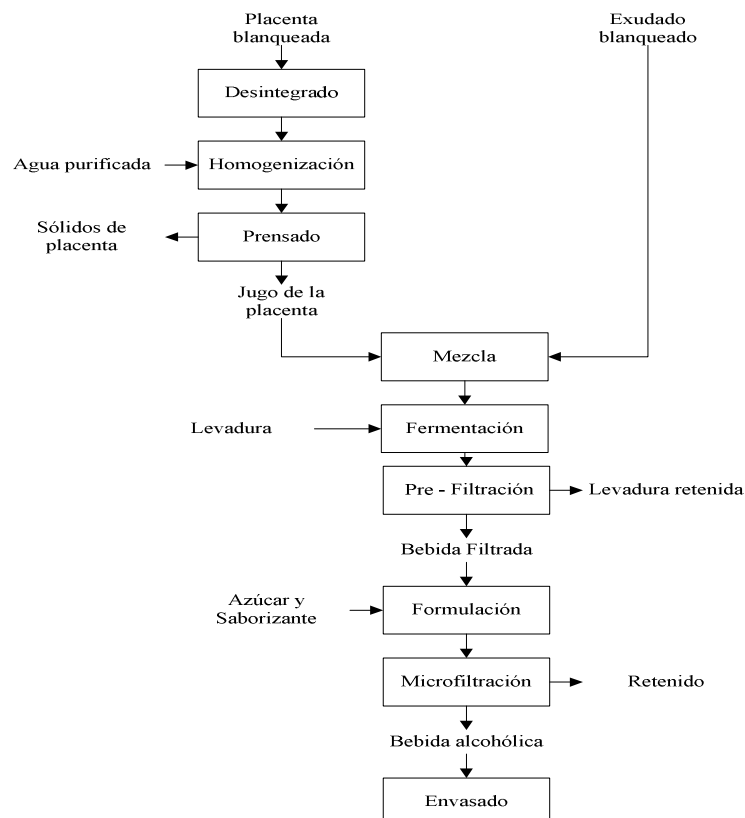 Placenta
blanqueada
Exudado
blanqueado
Desintegrado
Agua purificada
Homogenización
Sólidos de
placenta
Prensado
Jugo de la
placenta
Mezcla
Levadura
Fermentación
Pre - Filtración
Levadura retenida
Bebida Filtrada
Azúcar y
Saborizante
Formulación
Microfiltración
Retenido
Bebida alcohólica
Envasado